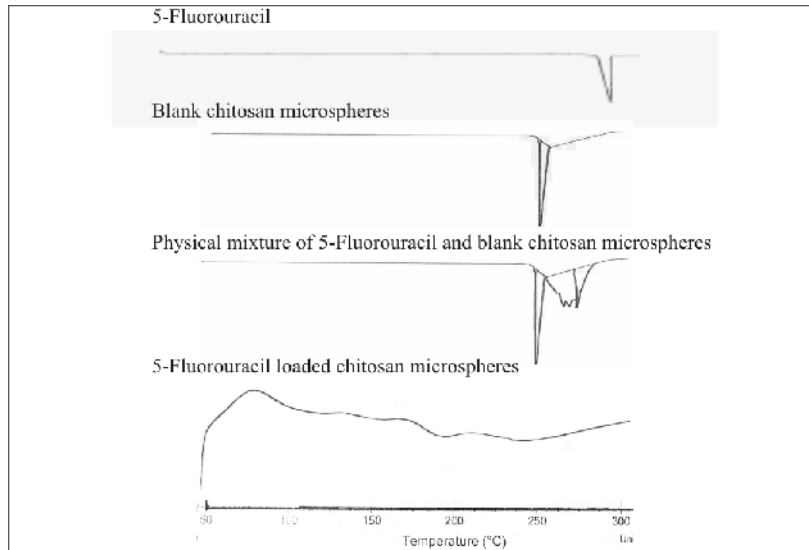 5-Fluorouracil
Blank chitosan microspheres
Physical mixture of 5-Fluorouracil and blank chitosan microspheres
5-Fluorouracil loaded chitosan microspheres
50 100 150 200 250 300
Temperature (°C)